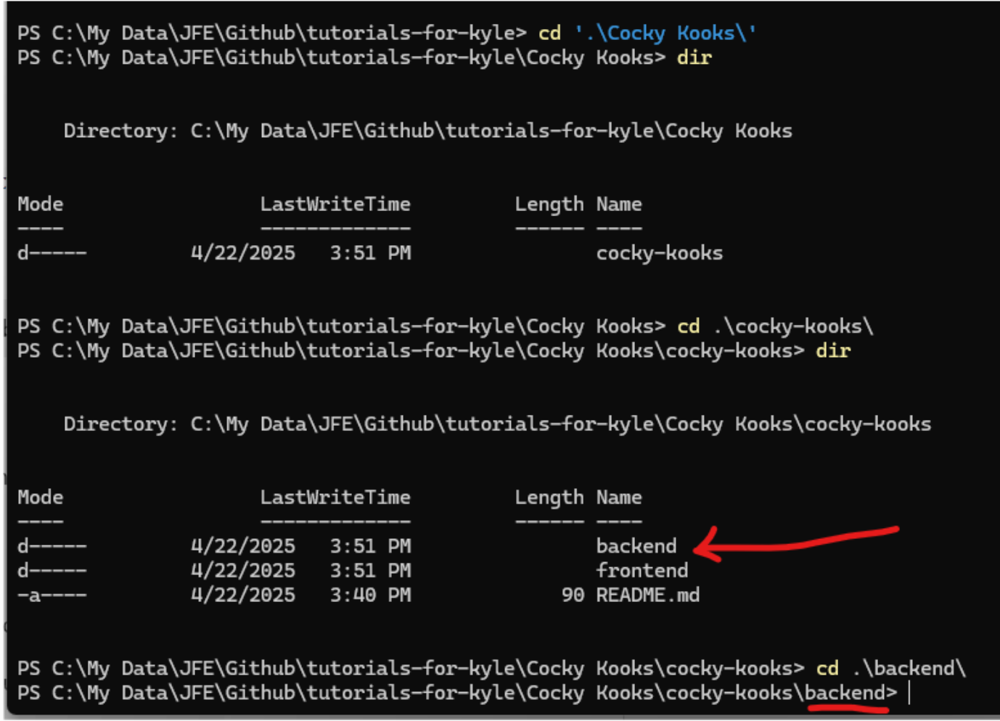 PS C:\My Data\JFE\Github\tutorials-for-kyle> cd '.\Cocky Kooks\'
PS C:\My Data\JFE\Github\tutorials-for-kyle\Cocky Kooks> dir
Directory: C:\My Data\JFE\Github\tutorials-for-kyle\Cocky Kooks
Mode LastWriteTime Length Name
---- ------------- ------ ----
d----- 4/22/2025 3:51 PM cocky-kooks
PS C:\My Data\JFE\Github\tutorials-for-kyle\Cocky Kooks> cd .\cocky-kooks\
PS C:\My Data\JFE\Github\tutorials-for-kyle\Cocky Kooks\cocky-kooks> dir
Directory: C:\My Data\JFE\Github\tutorials-for-kyle\Cocky Kooks\cocky-kooks
Mode LastWriteTime Length Name
---- ------------- ------ ----
d----- 4/22/2025 3:51 PM backend
d----- 4/22/2025 3:51 PM frontend
-a---- 4/22/2025 3:40 PM 90 README.md
PS C:\My Data\JFE\Github\tutorials-for-kyle\Cocky Kooks\cocky-kooks> cd .\backend\
PS C:\My Data\JFE\Github\tutorials-for-kyle\Cocky Kooks\cocky-kooks\backend>